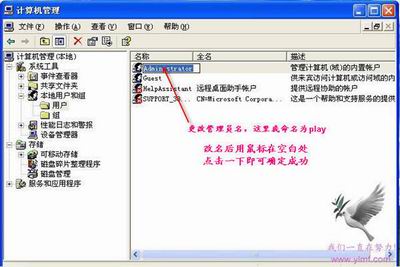 计算机管理
文件(F) 操作(A) 查看(V) 窗口(W) 帮助(H)
计算机管理(本地)
系统工具
事件查看器
共享文件夹
本地用户和组
用户
组
性能日志和警报
设备管理器
存储
可移动存储
磁盘碎片整理程序
磁盘管理
服务和应用程序
名称 全名 描述
Administrator 管理计算机(域)的内置帐户
Guest 供来宾访问计算机或访问域的内
HelpAssistant 远程桌面助手帐户 提供远程协助的帐户
SUPPORT_38... CN=Microsoft Corpora... 这是一个帮助和支持服务的提供
更改管理员名，这里我命名为play
改名后用鼠标在空白处
点击一下即可确定成功
我们一直在努力!
www.ylmf.com